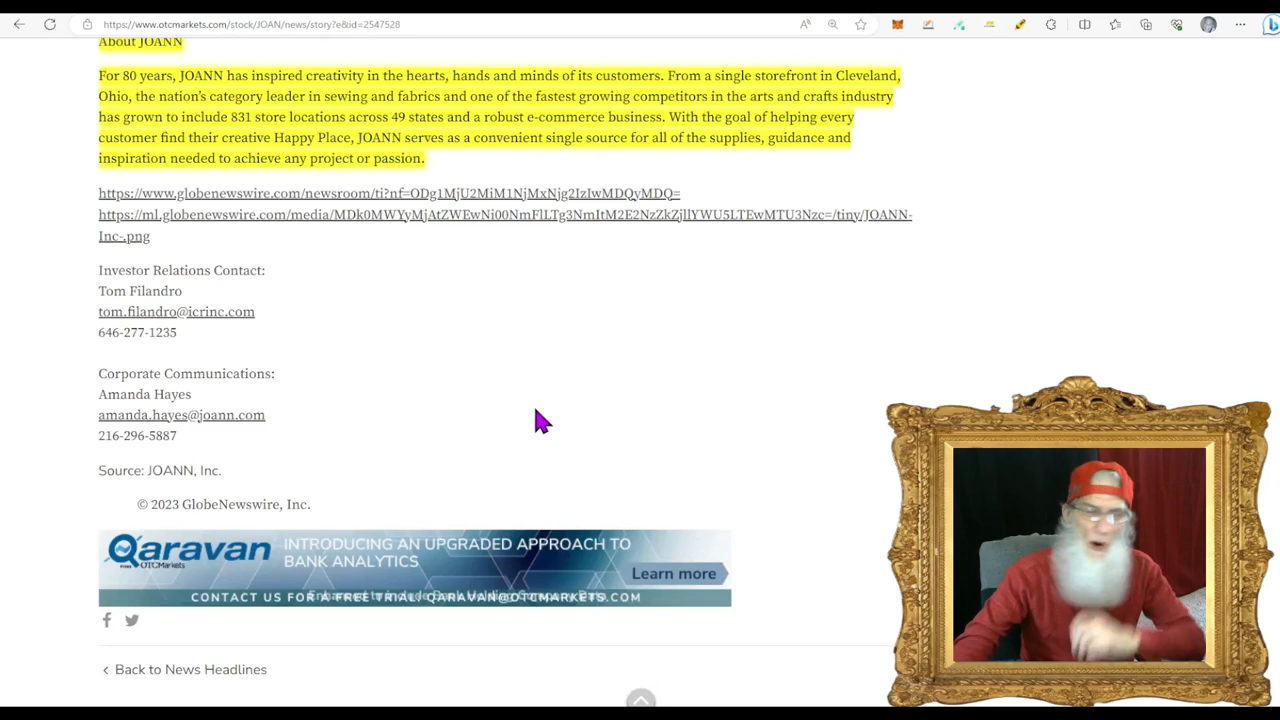 https://www.otcmarkets.com/stock/JOAN/news/story?e&id=2547528
About JOANN
For 80 years, JOANN has inspired creativity in the hearts, hands and minds of its customers. From a single storefront in Cleveland,
Ohio, the nation's category leader in sewing and fabrics and one of the fastest growing competitors in the arts and crafts industry
has grown to include 831 store locations across 49 states and a robust e-commerce business. With the goal of helping every
customer find their creative Happy Place, JOANN serves as a convenient single source for all of the supplies, guidance and
inspiration needed to achieve any project or passion.
https://www.globenewswire.com/newsroom/ti?nf=ODg1MjU2MiM1NjMxNjg2IzIwMDQyMDQ=
https://ml.globenewswire.com/media/MDk0MWYyMjAtZWEwNi00NmFlLTg3NmItM2E2NzZkZjllYWU5LTEwMTU3Nzc=/tiny/JOANN-
Inc-.png
Investor Relations Contact:
Tom Filandro
tom.filandro@icrinc.com
646-277-1235
Corporate Communications:
Amanda Hayes
amanda.hayes@joann.com
216-296-5887
Source: JOANN, Inc.
© 2023 GlobeNewswire, Inc.
Qaravan
FROM OTCMarkets
INTRODUCING AN UPGRADED APPROACH TO
BANK ANALYTICS
Learn more
CONTACT US FOR A FREE TRIAL: QARAVAN@OTCMARKETS.COM
Back to News Headlines